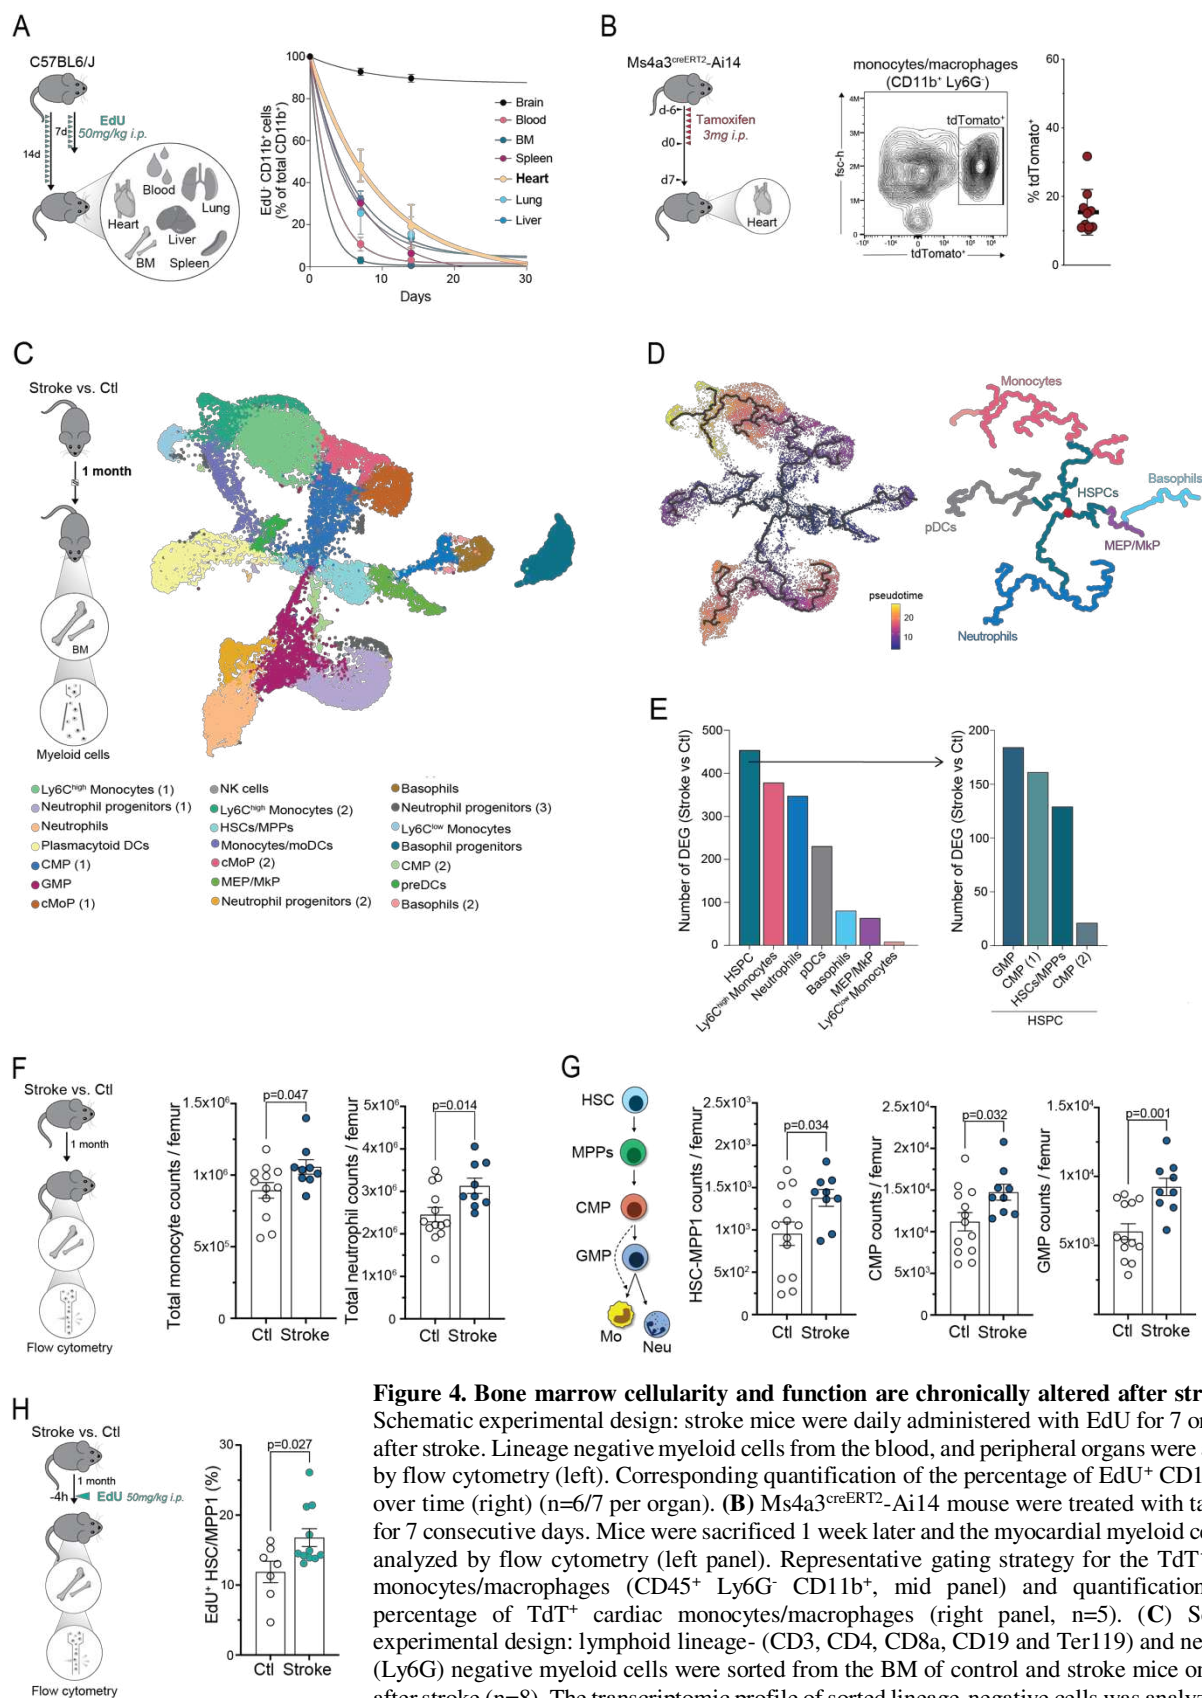 A
C57BL6/J
EdU
50mg/kg i.p.
7d
14d
Blood
Heart
Lung
Liver
BM
Spleen
EdU- CD11b+ cells
(% of total CD11b+)
100
80
60
40
20
0
0
10
20
30
Days
Brain
Blood
BM
Spleen
Heart
Lung
Liver
B
Ms4a3creERT2-Ai14
d-6
Tamoxifen
3mg i.p.
d0
d7
Heart
monocytes/macrophages
(CD11b+ Ly6G-)
tdTomato+
fsc-h
4M
3M
2M
1M
0
tdTomato+
% tdTomato+
60
40
20
0
C
Stroke vs. Ctl
1 month
BM
Myeloid cells
Ly6Chigh Monocytes (1)
Neutrophil progenitors (1)
Neutrophils
Plasmacytoid DCs
CMP (1)
GMP
cMoP (1)
NK cells
Ly6Chigh Monocytes (2)
HSCs/MPPs
Monocytes/moDCs
cMoP (2)
MEP/MkP
Neutrophil progenitors (2)
Basophils
Neutrophil progenitors (3)
Ly6Clow Monocytes
Basophil progenitors
CMP (2)
preDCs
Basophils (2)
D
pseudotime
20
10
Monocytes
Basophils
HSPCs
pDCs
MEP/MkP
Neutrophils
E
Number of DEG (Stroke vs Ctl)
500
400
300
200
100
0
HSPC
Ly6Chigh Monocytes
Neutrophils
pDCs
Basophils
MEP/MkP
Ly6Clow Monocytes
Number of DEG (Stroke vs Ctl)
200
150
100
50
0
GMP
CMP (1)
HSCs/MPPs
CMP (2)
HSPC
F
Stroke vs. Ctl
1 month
Flow cytometry
Total monocyte counts / femur
1.5x10⁶
1x10⁶
5x10⁵
0
p=0.047
Ctl Stroke
Total neutrophil counts / femur
5x10⁶
4x10⁶
3x10⁶
2x10⁶
1x10⁶
0
p=0.014
Ctl Stroke
G
HSC
MPPs
CMP
GMP
Mo
Neu
HSC-MPP1 counts / femur
2.5x10³
2x10³
1.5x10³
1x10³
5x10²
0
p=0.034
Ctl Stroke
CMP counts / femur
2.5x10⁴
2x10⁴
1.5x10⁴
1x10⁴
5x10³
0
p=0.032
Ctl Stroke
GMP counts / femur
1.5x10⁴
1x10⁴
5x10³
p=0.001
Ctl Stroke
H
Stroke vs. Ctl
1 month
-4h
EdU 50mg/kg i.p.
Flow cytometry
EdU+ HSC/MPP1 (%)
30
20
10
0
p=0.027
Ctl Stroke
Figure 4. Bone marrow cellularity and function are chronically altered after str
Schematic experimental design: stroke mice were daily administered with EdU for 7 or
after stroke. Lineage negative myeloid cells from the blood, and peripheral organs were a
by flow cytometry (left). Corresponding quantification of the percentage of EdU+ CD1
over time (right) (n=6/7 per organ). (B) Ms4a3creERT2-Ai14 mouse were treated with ta
for 7 consecutive days. Mice were sacrificed 1 week later and the myocardial myeloid ce
analyzed by flow cytometry (left panel). Representative gating strategy for the TdT
monocytes/macrophages (CD45+ Ly6G- CD11b+, mid panel) and quantification
percentage of TdT+ cardiac monocytes/macrophages (right panel, n=5). (C) S
experimental design: lymphoid lineage- (CD3, CD4, CD8a, CD19 and Ter119) and ne
(Ly6G) negative myeloid cells were sorted from the BM of control and stroke mice on
after stroke (n=8). The transcriptomic profile of sorted lineage-negative cells was analyz